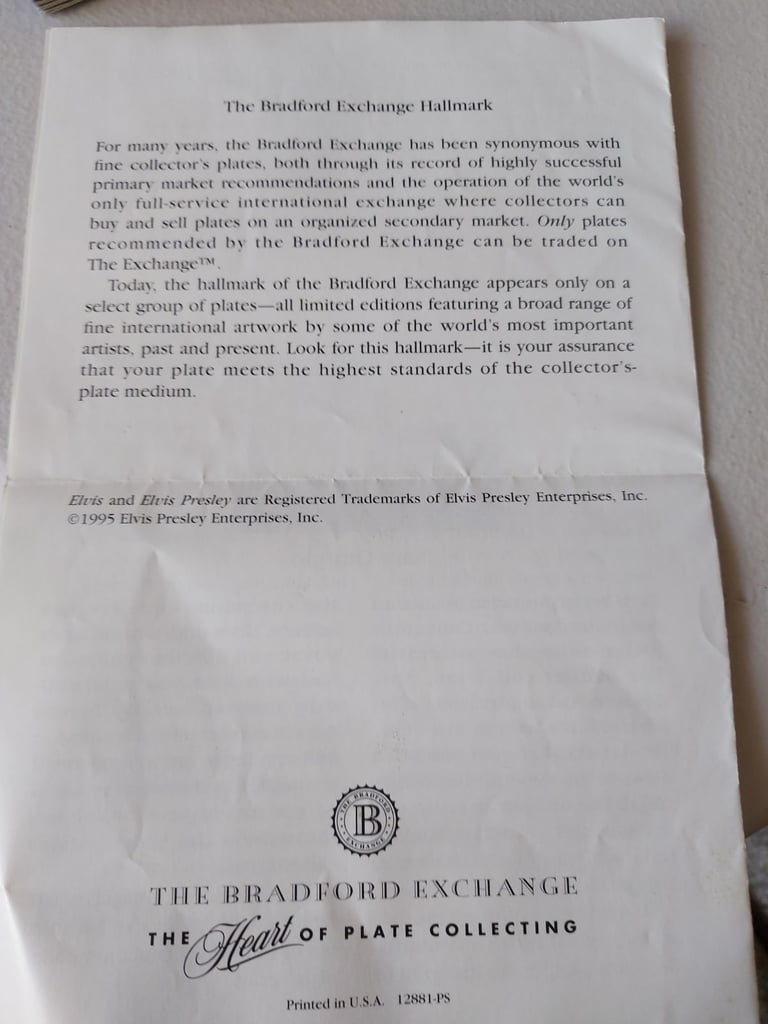 The Bradford Exchange Hallmark
For many years, the Bradford Exchange has been synonymous with
fine collector's plates, both through its record of highly successful
primary market recommendations and the operation of the world's
only full-service international exchange where collectors can
buy and sell plates on an organized secondary market. Only plates
recommended by the Bradford Exchange can be traded on
The Exchange™.
Today, the hallmark of the Bradford Exchange appears only on a
select group of plates—all limited editions featuring a broad range of
fine international artwork by some of the world's most important
artists, past and present. Look for this hallmark—it is your assurance
that your plate meets the highest standards of the collector's-
plate medium.
Elvis and Elvis Presley are Registered Trademarks of Elvis Presley Enterprises, Inc.
©1995 Elvis Presley Enterprises, Inc.
THE BRADFORD
B
EXCHANGE
THE BRADFORD EXCHANGE
THE Heart OF PLATE COLLECTING
Printed in U.S.A. 12881-PS